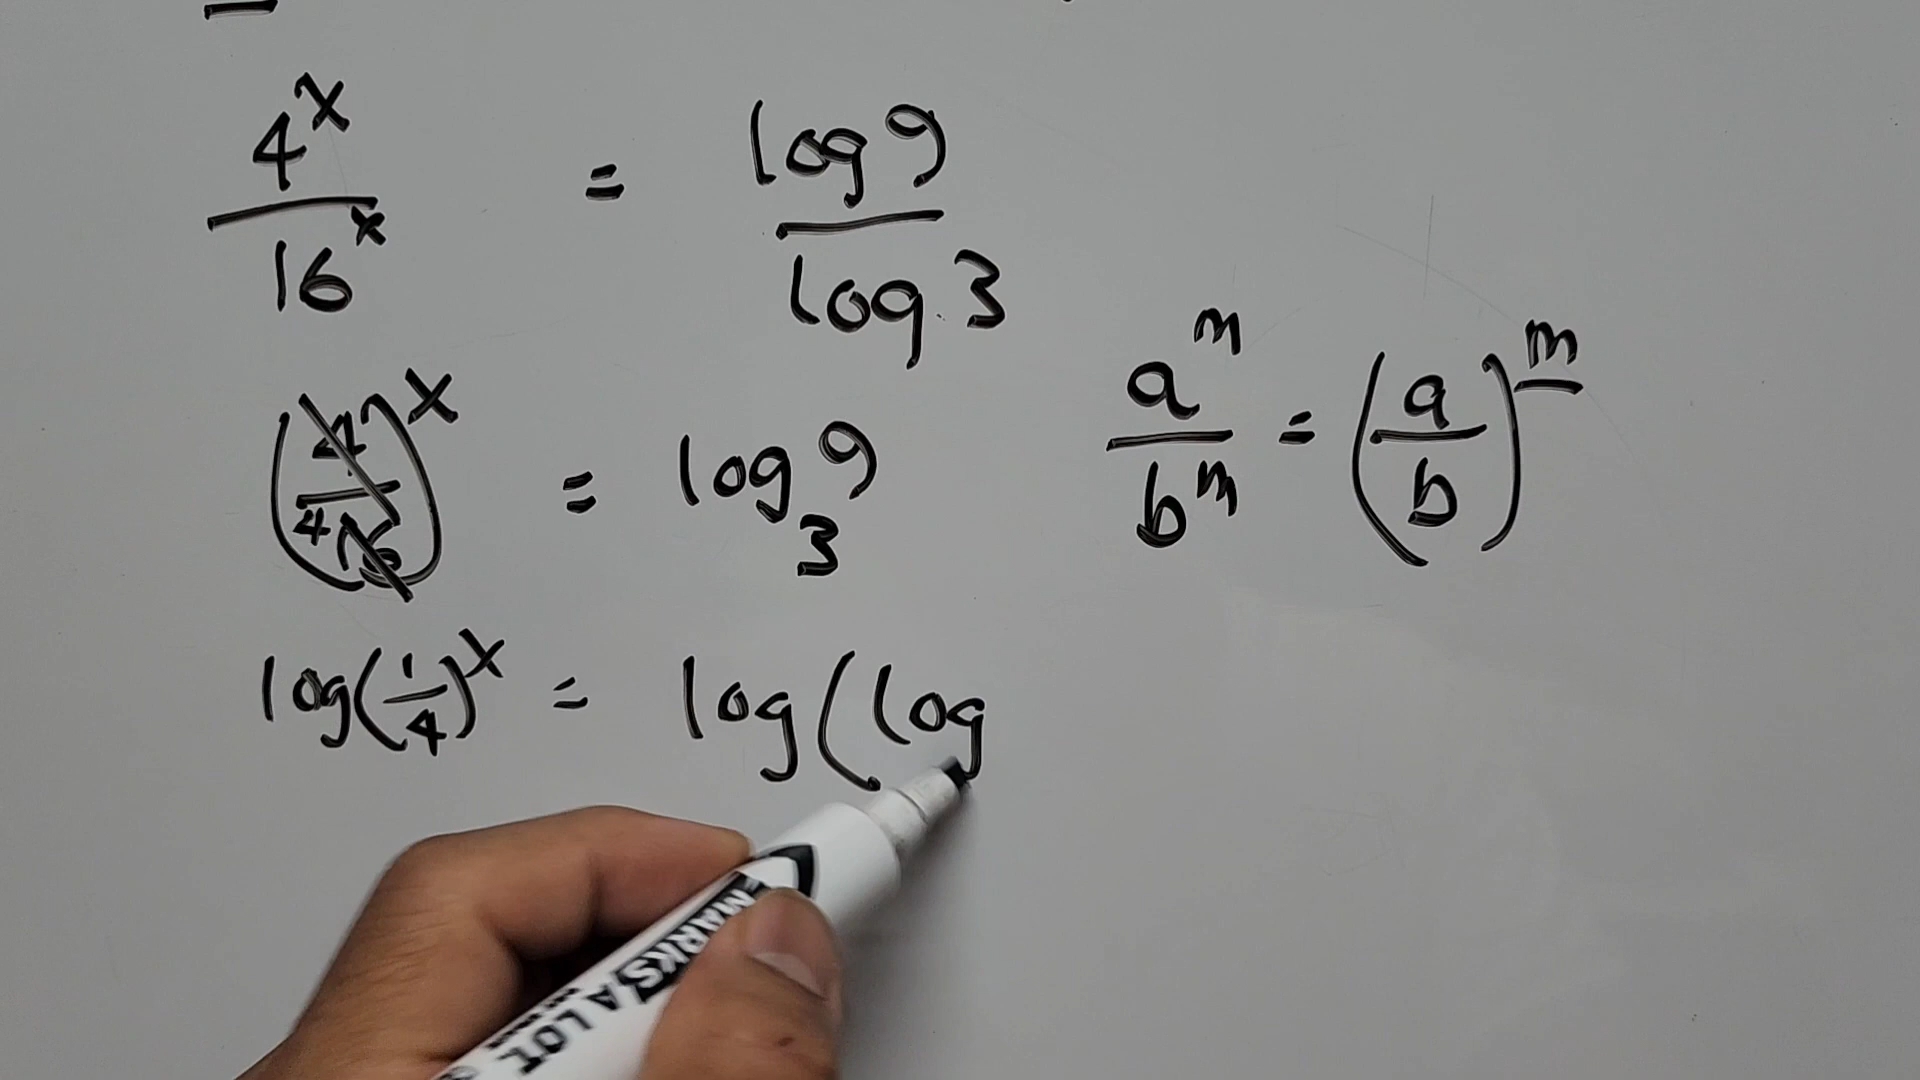 4^x / 16^x = log 9 / log 3
(4/16)^x = log_3 9
4
a^m / b^m = (a/b)^m
log(1/4)^x = log(log
MARKS A LOT